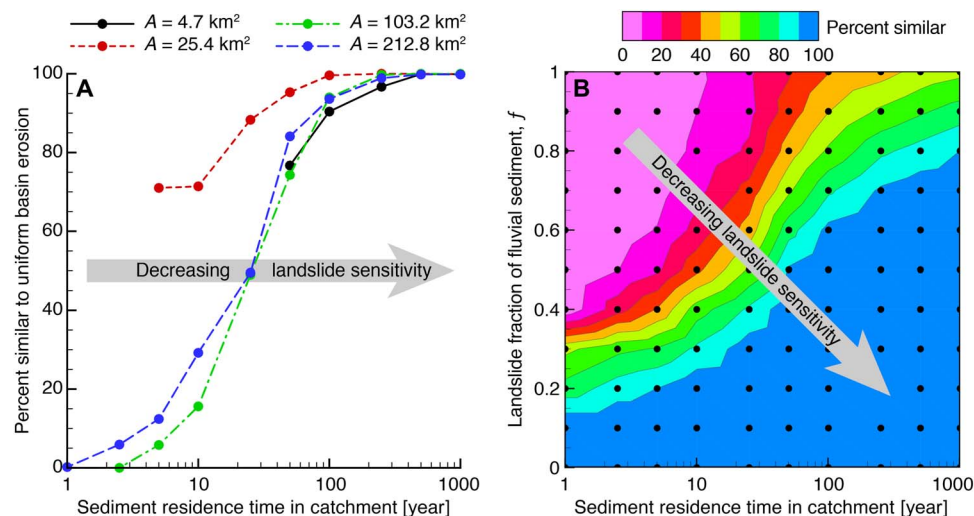 A = 4.7 km²
A = 103.2 km²
A = 25.4 km²
A = 212.8 km²
A
Percent similar to uniform basin erosion
100
80
60
40
20
0
Decreasing landslide sensitivity
1 10 100 1000
Sediment residence time in catchment [year]
Percent similar
0 20 40 60 80 100
B
Landslide fraction of fluvial sediment, f
1
0.8
0.6
0.4
0.2
0
Decreasing landslide sensitivity
1 10 100 1000
Sediment residence time in catchment [year]